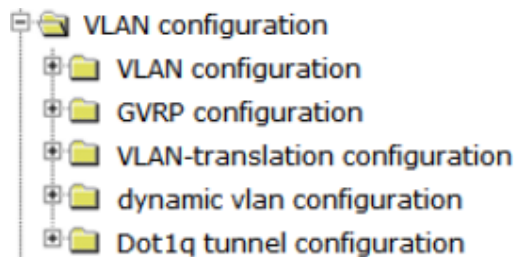 VLAN configuration
VLAN configuration
GVRP configuration
VLAN-translation configuration
dynamic vlan configuration
Dot1q tunnel configuration